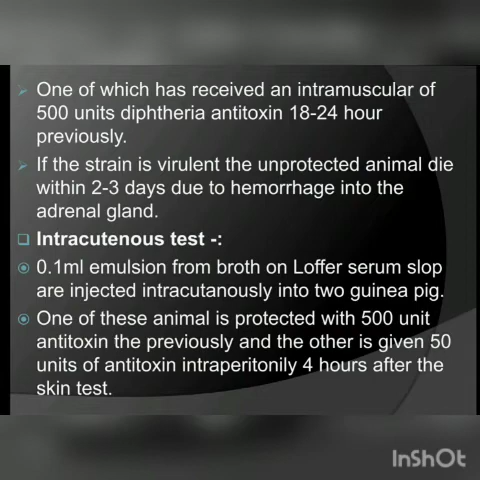 One of which has received an intramuscular of
500 units diphtheria antitoxin 18-24 hour
previously.
If the strain is virulent the unprotected animal die
within 2-3 days due to hemorrhage into the
adrenal gland.
Intracutenous test -:
0.1ml emulsion from broth on Loffer serum slop
are injected intracutanously into two guinea pig.
One of these animal is protected with 500 unit
antitoxin the previously and the other is given 50
units of antitoxin intraperitonily 4 hours after the
skin test.
InShOt